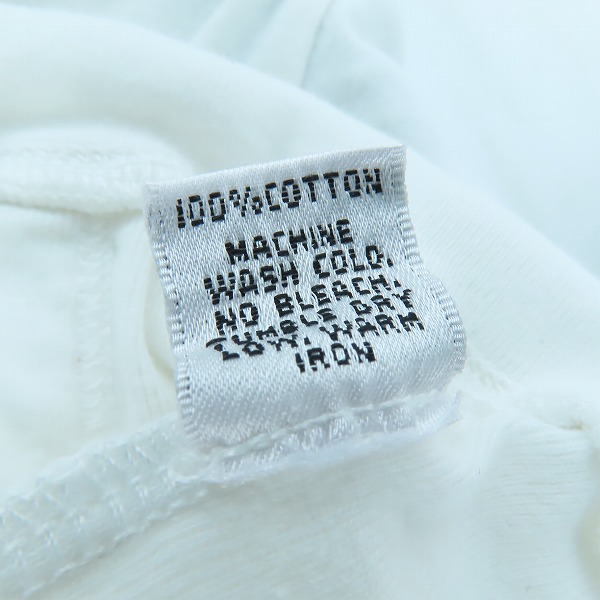 100%COTTON
MACHINE
WASH COLD,
NO BLEACH,
TUMBLE DRY
LOW, WARM
IRON